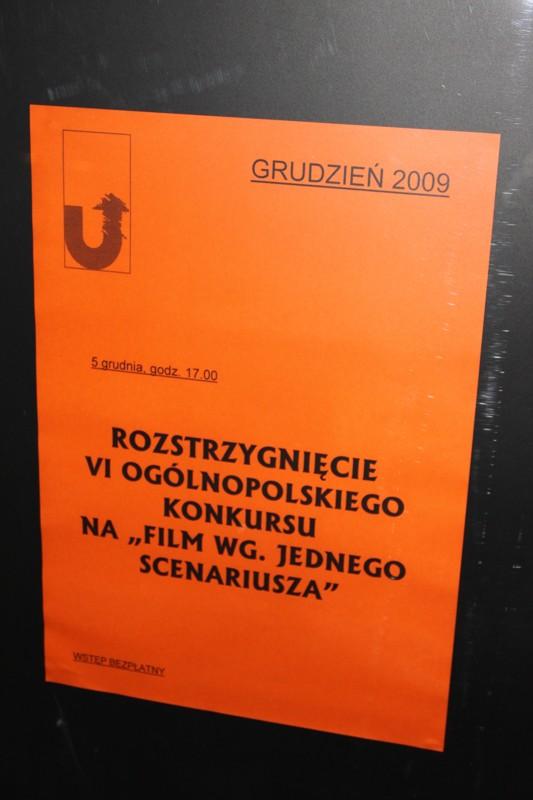 GRUDZIEŃ 2009
5 grudnia, godz. 17.00
ROZSTRZYGNIĘCIE
VI OGÓLNOPOLSKIEGO
KONKURSU
NA „FILM WG. JEDNEGO
SCENARIUSZA”
WSTĘP BEZPŁATNY